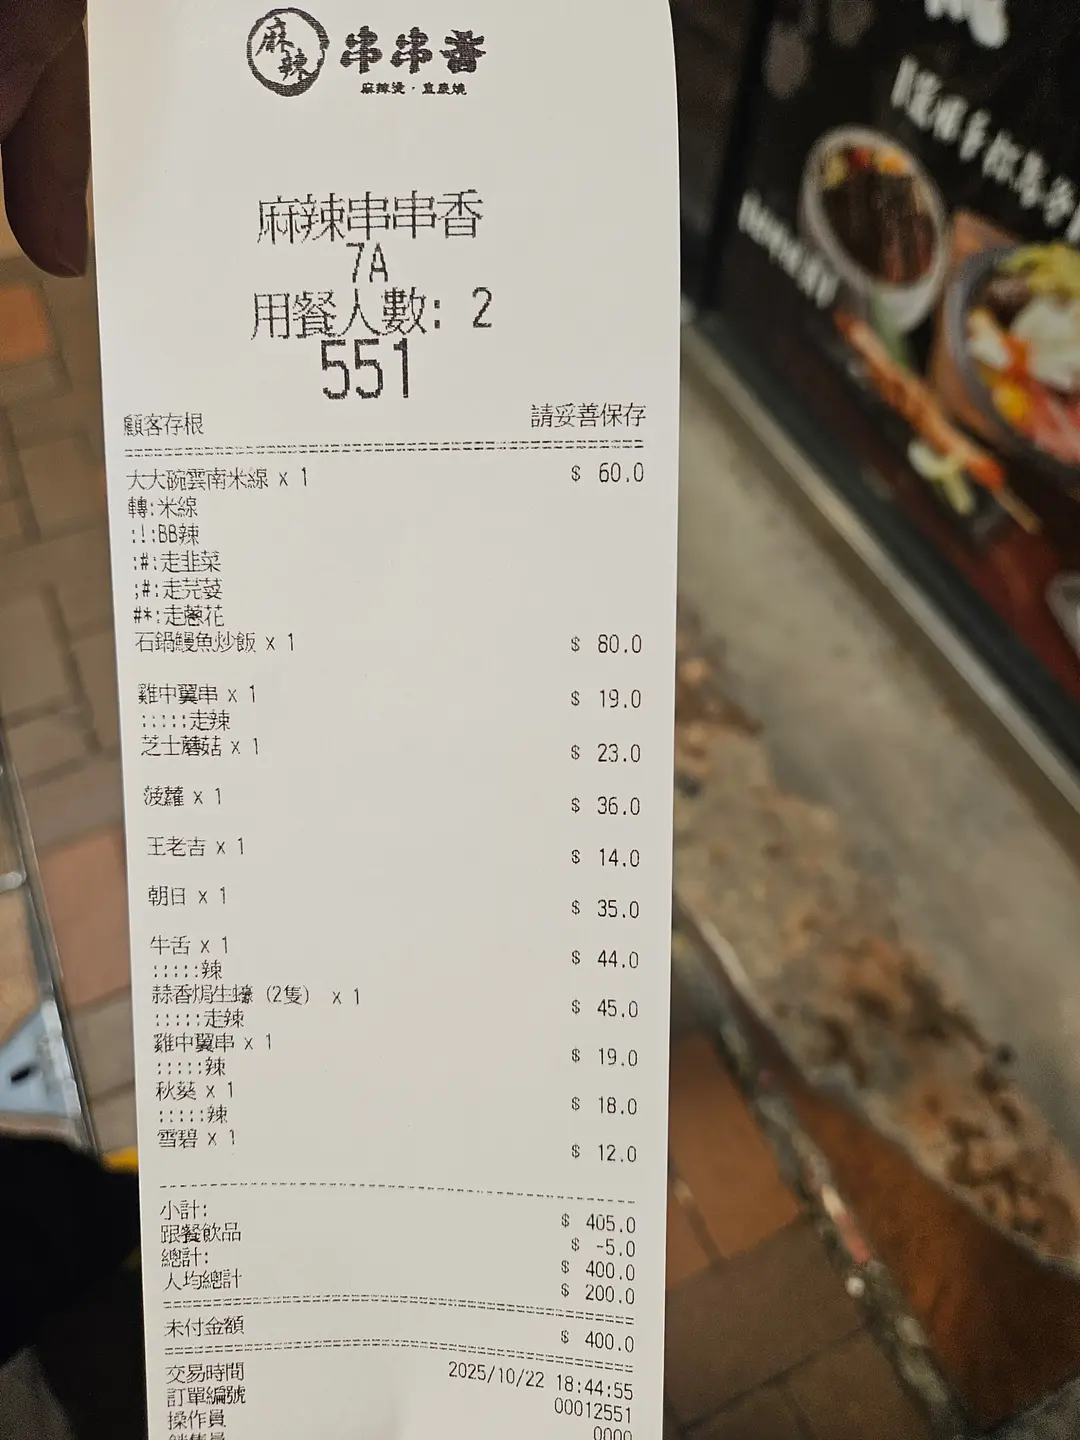 麻辣 串串香
麻辣燙·重慶燒
麻辣串串香
7A
用餐人數: 2
551
顧客存根 請妥善保存
大大碗雲南米線 x 1 $ 60.0
轉:米線
:!:BB辣
:#:走韭菜
;#:走芫荽
#*:走蔥花
石鍋鰻魚炒飯 x 1 $ 80.0
雞中翼串 x 1 $ 19.0
:::::走辣
芝士蘑菇 x 1 $ 23.0
菠蘿 x 1 $ 36.0
王老吉 x 1 $ 14.0
朝日 x 1 $ 35.0
牛舌 x 1 $ 44.0
:::::辣
蒜香焗生蠔 (2隻) x 1 $ 45.0
:::::走辣
雞中翼串 x 1 $ 19.0
:::::辣
秋葵 x 1 $ 18.0
:::::辣
雪碧 x 1 $ 12.0
小計: $ 405.0
跟餐飲品 $ -5.0
總計: $ 400.0
人均總計 $ 200.0
未付金額 $ 400.0
交易時間 2025/10/22 18:44:55
訂單編號 00012551
操作員 0000